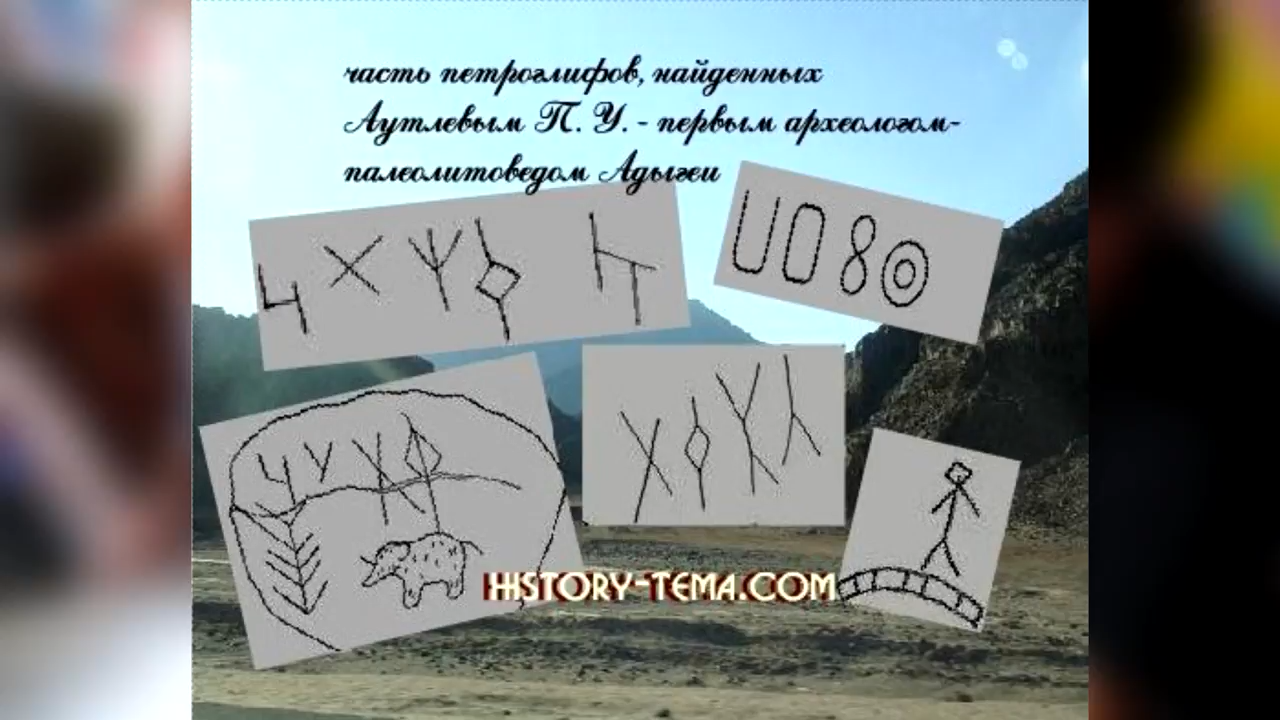 часть петроглифов, найденных
Аутлевым П. У. - первым археологом-
палеолитоведом Адыгеи
HISTORY-TEMA.COM